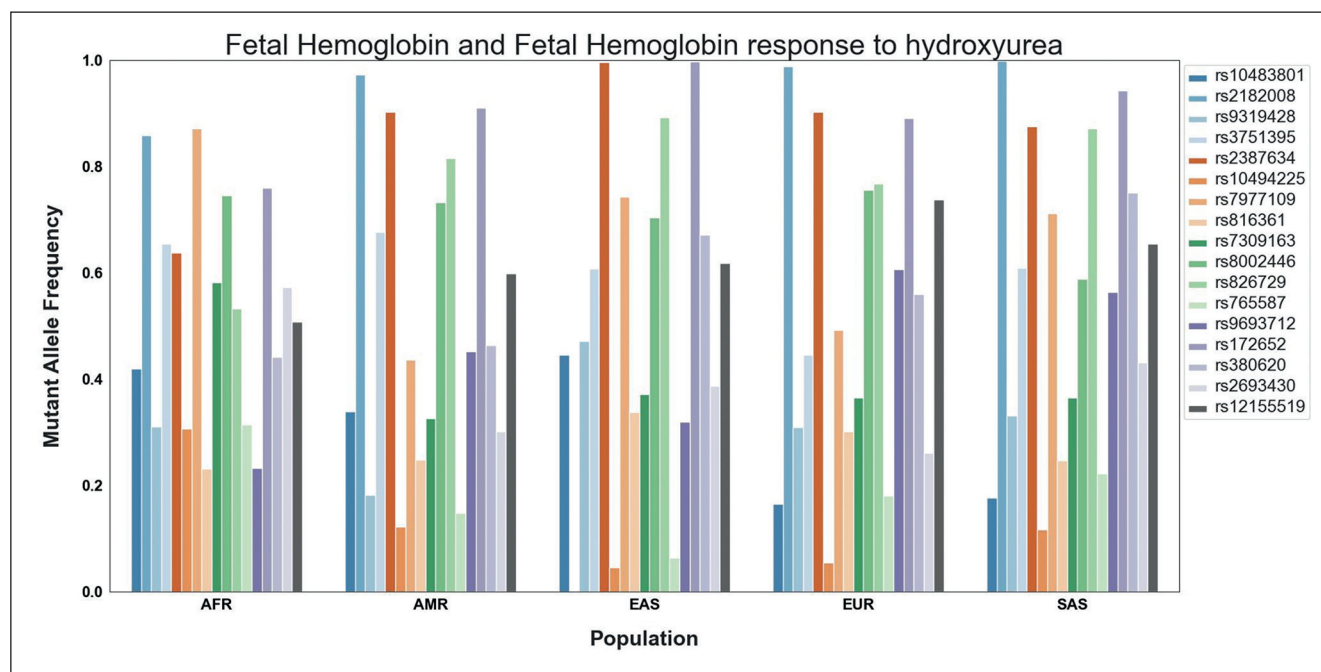 Fetal Hemoglobin and Fetal Hemoglobin response to hydroxyurea
Mutant Allele Frequency
1.0
0.8
0.6
0.4
0.2
0.0
AFR
AMR
EAS
EUR
SAS
Population
rs10483801
rs2182008
rs9319428
rs3751395
rs2387634
rs10494225
rs7977109
rs816361
rs7309163
rs8002446
rs826729
rs765587
rs9693712
rs172652
rs380620
rs2693430
rs12155519